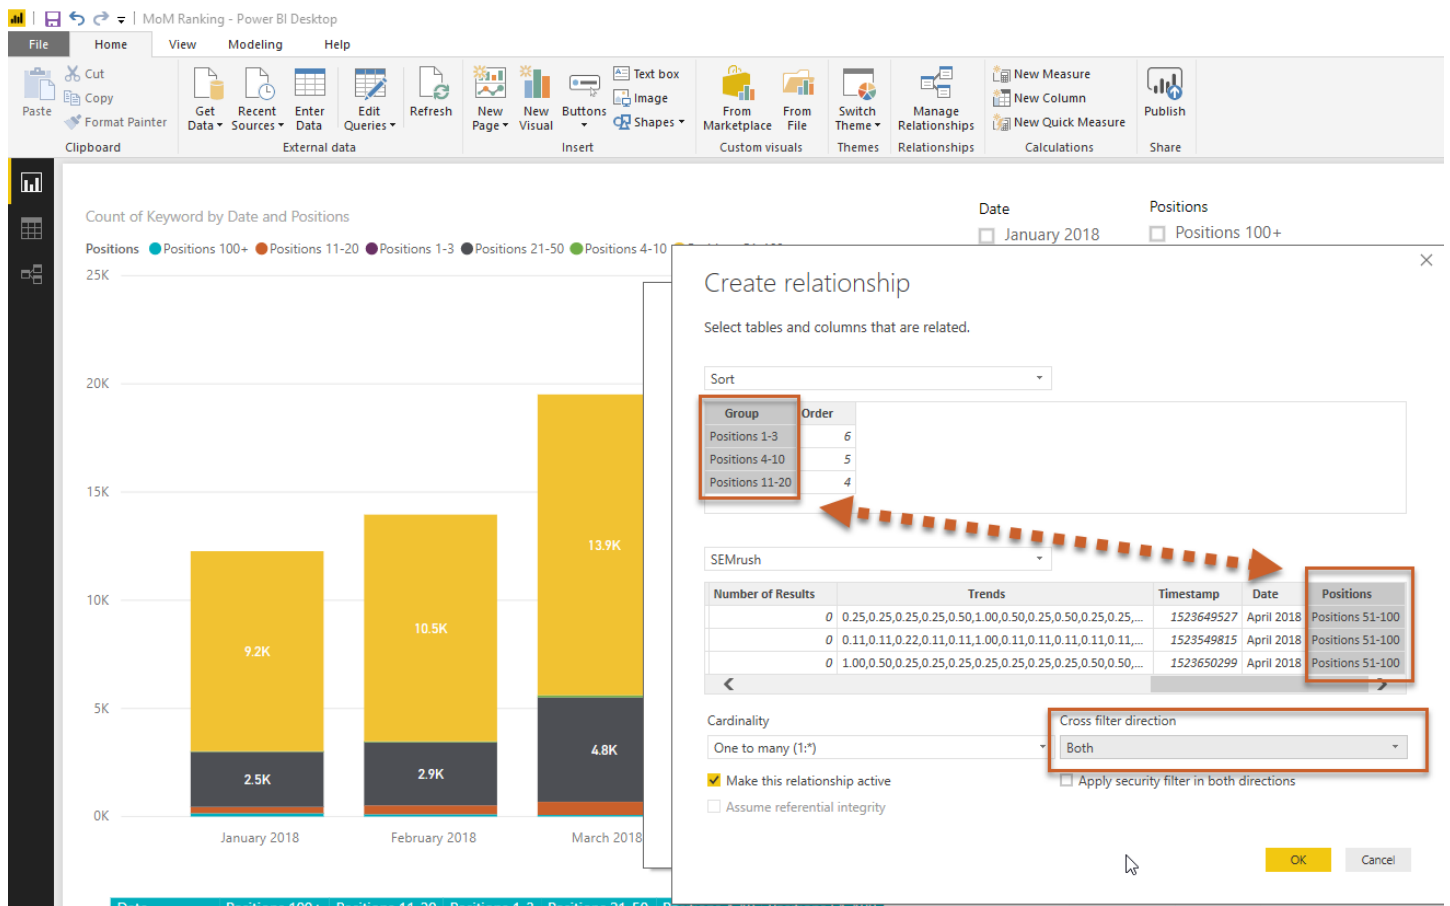 MoM Ranking - Power BI Desktop
File Home View Modeling Help
Paste
Cut
Copy
Format Painter
Get Data
Recent Sources
Enter Data
Edit Queries
Refresh
New Page
New Visual
Buttons
Text box
Image
Shapes
From Marketplace
From File
Switch Theme
Manage Relationships
New Measure
New Column
New Quick Measure
Publish
Clipboard External data Insert Custom visuals Themes Relationships Calculations Share
Count of Keyword by Date and Positions
Positions Positions 100+ Positions 11-20 Positions 1-3 Positions 21-50 Positions 4-10
25K
20K
15K
10K
5K
0K
9.2K
2.5K
10.5K
2.9K
13.9K
4.8K
January 2018 February 2018 March 2018
Date
January 2018
Positions
Positions 100+
Create relationship
Select tables and columns that are related.
Sort
Group Order
Positions 1-3 6
Positions 4-10 5
Positions 11-20 4
SEMrush
Number of Results Trends Timestamp Date Positions
0 0.25,0.25,0.25,0.25,0.50,1.00,0.50,0.25,0.50,0.25,0.25,... 1523649527 April 2018 Positions 51-100
0 0.11,0.11,0.22,0.11,0.11,1.00,0.11,0.11,0.11,0.11,0.11,... 1523549815 April 2018 Positions 51-100
0 1.00,0.50,0.25,0.25,0.25,0.25,0.25,0.25,0.25,0.50,0.50,... 1523650299 April 2018 Positions 51-100
Cardinality
One to many (1:*)
Cross filter direction
Both
Make this relationship active
Apply security filter in both directions
Assume referential integrity
OK Cancel